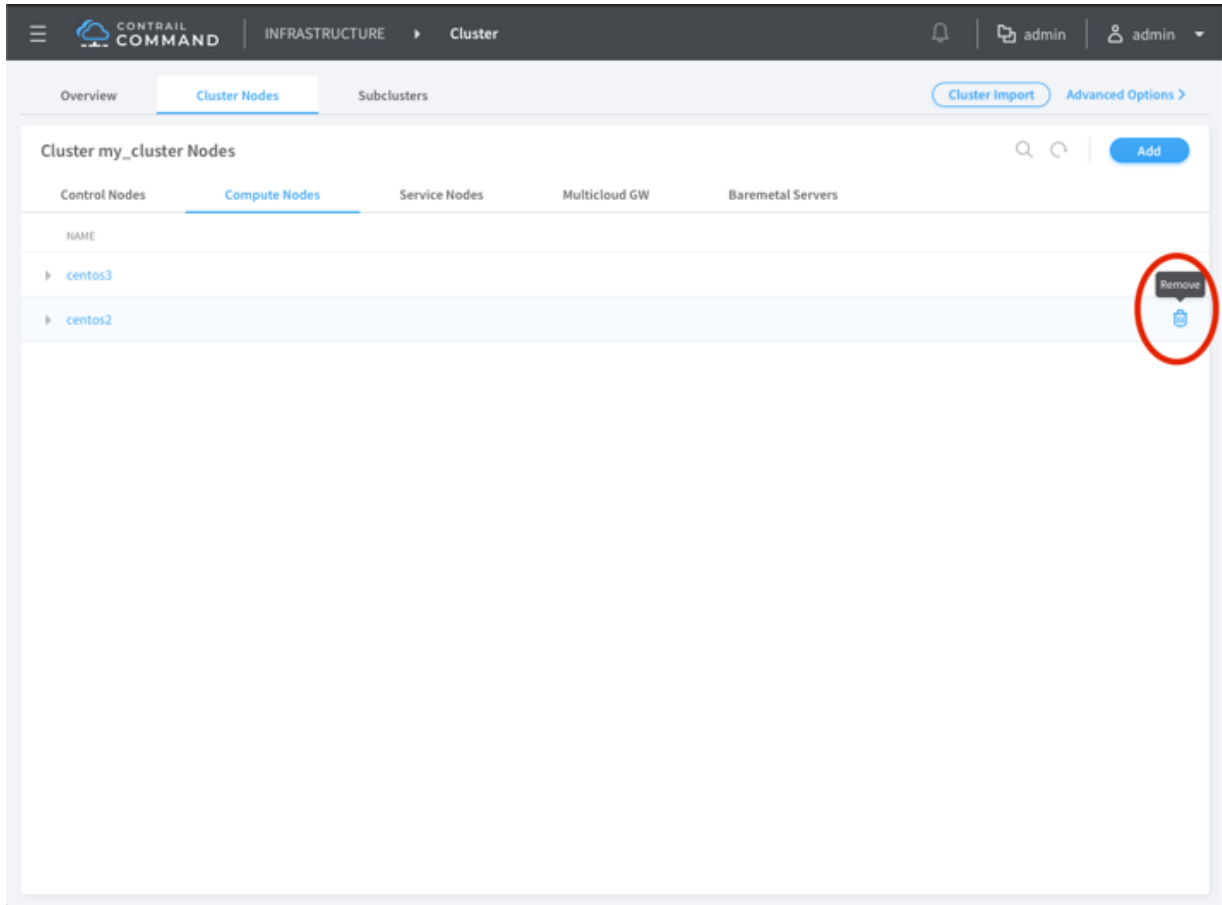 CONTRAIL
COMMAND
INFRASTRUCTURE Cluster admin admin
Overview Cluster Nodes Subclusters Cluster Import Advanced Options
Cluster my_cluster Nodes Add
Control Nodes Compute Nodes Service Nodes Multicloud GW Baremetal Servers
NAME
centos3
Remove
centos2